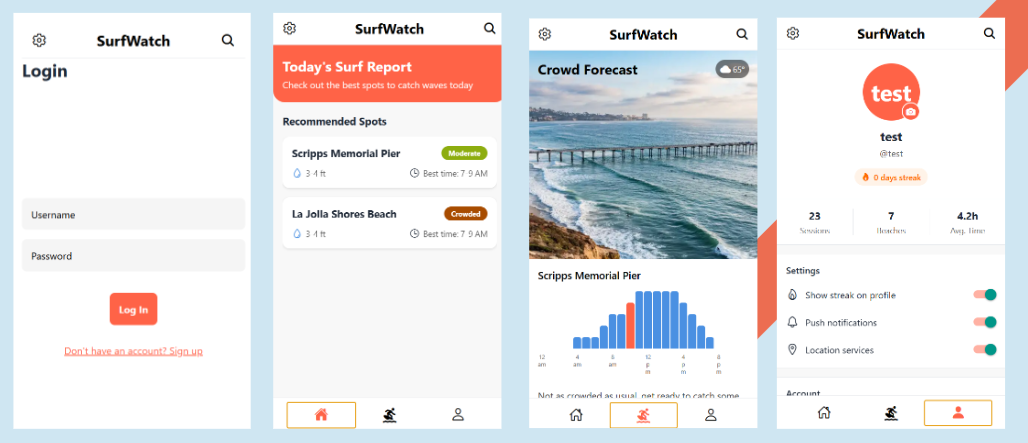 SurfWatch
Login
Username
Password
Log In
Don't have an account? Sign up
SurfWatch
Today's Surf Report
Check out the best spots to catch waves today
Recommended Spots
Scripps Memorial Pier Moderate
3-4 ft Best time: 7-9 AM
La Jolla Shores Beach Crowded
3-4 ft Best time: 7-9 AM
SurfWatch
Crowd Forecast 65°
Scripps Memorial Pier
12 am 4 am 8 am 12 pm 4 pm 8 pm
Not as crowded as usual, get ready to catch some
SurfWatch
test
test
@test
0 days streak
23 7 4.2h
Sessions Beaches Avg. Time
Settings
Show streak on profile
Push notifications
Location services
Account